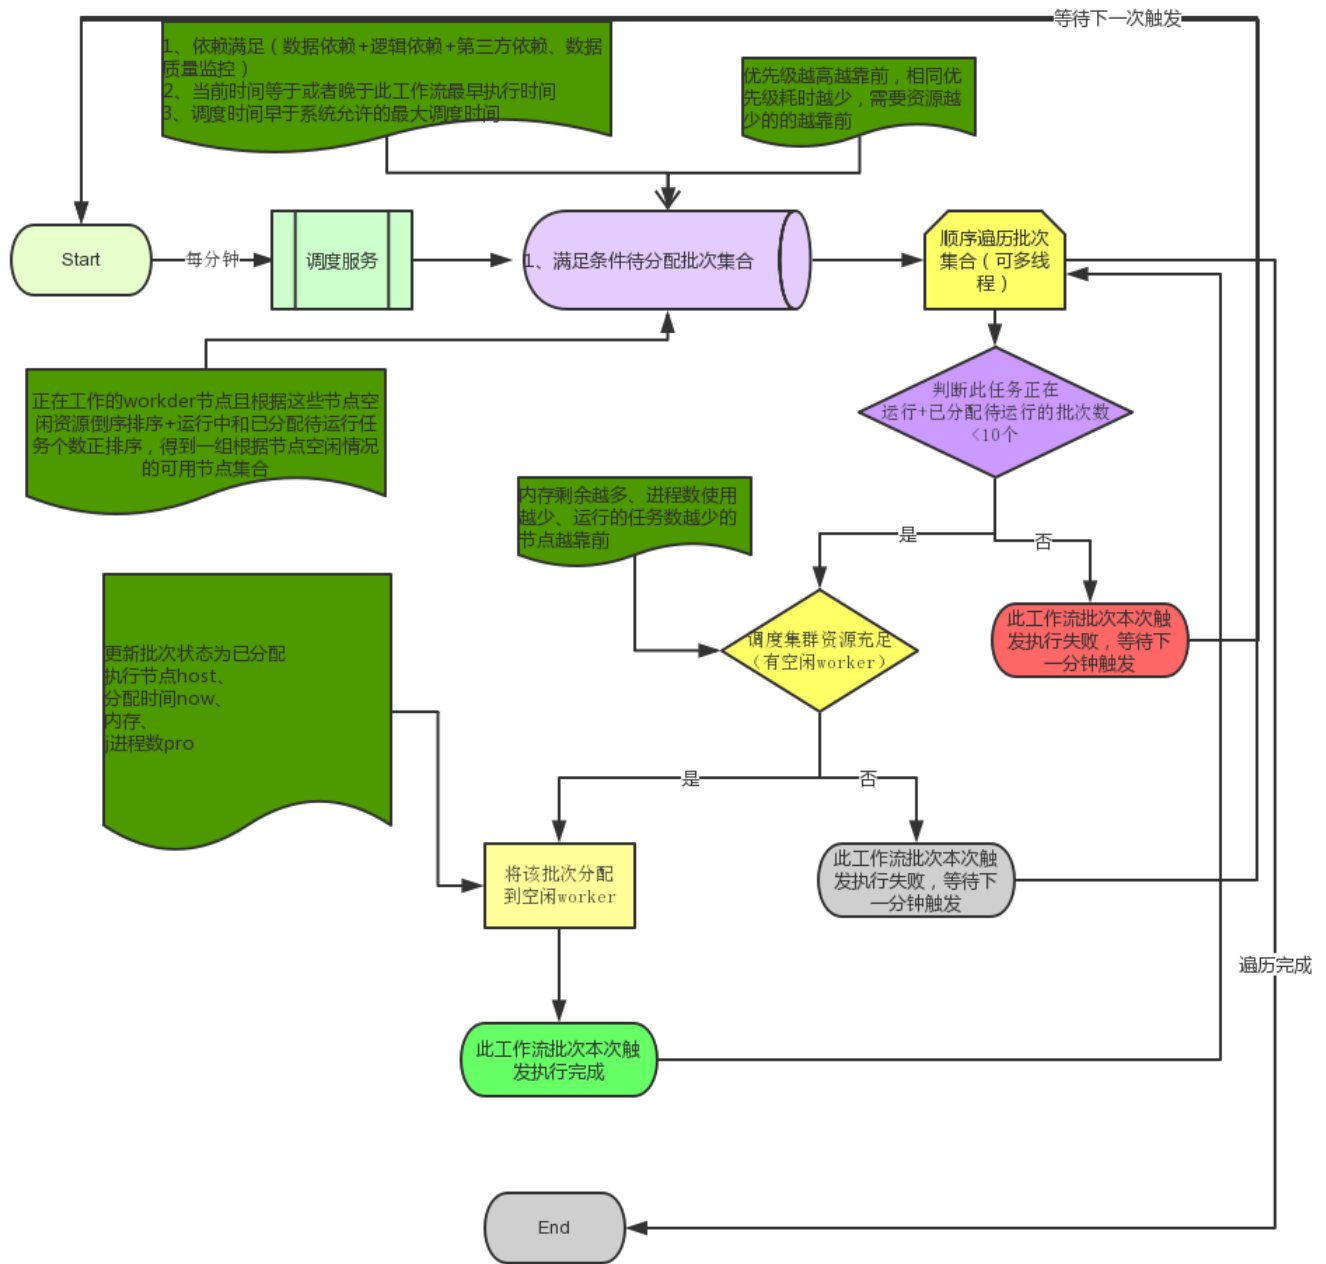 等待下一次触发
1、依赖满足（数据依赖+逻辑依赖+第三方依赖、数据
质量监控）
2、当前时间等于或者晚于此工作流最早执行时间
3、调度时间早于系统允许的最大调度时间
优先级越高越靠前，相同优
先级耗时越少，需要资源越
少的的越靠前
Start
每分钟
调度服务
1、满足条件待分配批次集合
顺序遍历批次
集合（可多线
程）
正在工作的workder节点且根据这些节点空
闲资源倒序排序+运行中和已分配待运行任
务个数正排序，得到一组根据节点空闲情况
的可用节点集合
判断此任务正在
运行+已分配待运行的批次数
<10个
内存剩余越多、进程数使用
越少、运行的任务数越少的
节点越靠前
是
否
更新批次状态为已分配
执行节点host、
分配时间now、
内存、
j进程数pro
调度集群资源充足
（有空闲worker）
此工作流批次本次触
发执行失败，等待下
一分钟触发
是
否
将该批次分配
到空闲worker
此工作流批次本次触
发执行失败，等待下
一分钟触发
遍历完成
此工作流批次本次触
发执行完成
End